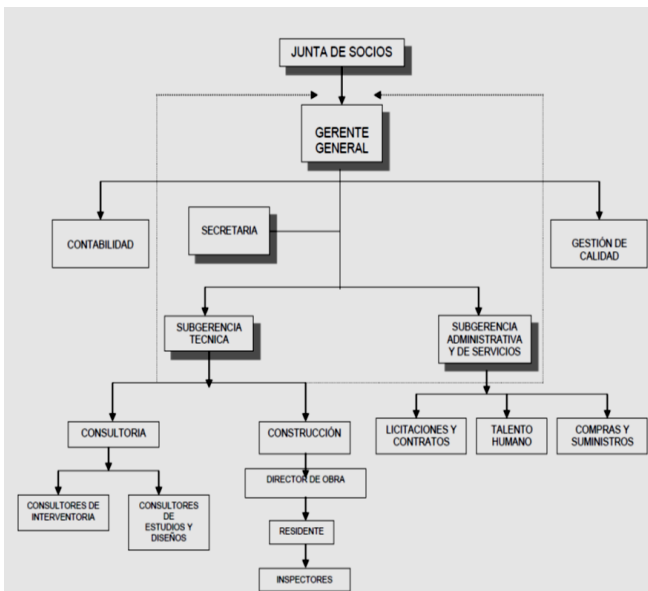 JUNTA DE SOCIOS
GERENTE
GENERAL
CONTABILIDAD
SECRETARIA
GESTIÓN DE
CALIDAD
SUBGERENCIA
TECNICA
SUBGERENCIA
ADMINISTRATIVA
Y DE SERVICIOS
CONSULTORIA
CONSTRUCCIÓN
LICITACIONES Y
CONTRATOS
TALENTO
HUMANO
COMPRAS Y
SUMINISTROS
DIRECTOR DE OBRA
CONSULTORES DE
INTERVENTORIA
CONSULTORES
DE
ESTUDIOS Y
DISEÑOS
RESIDENTE
INSPECTORES